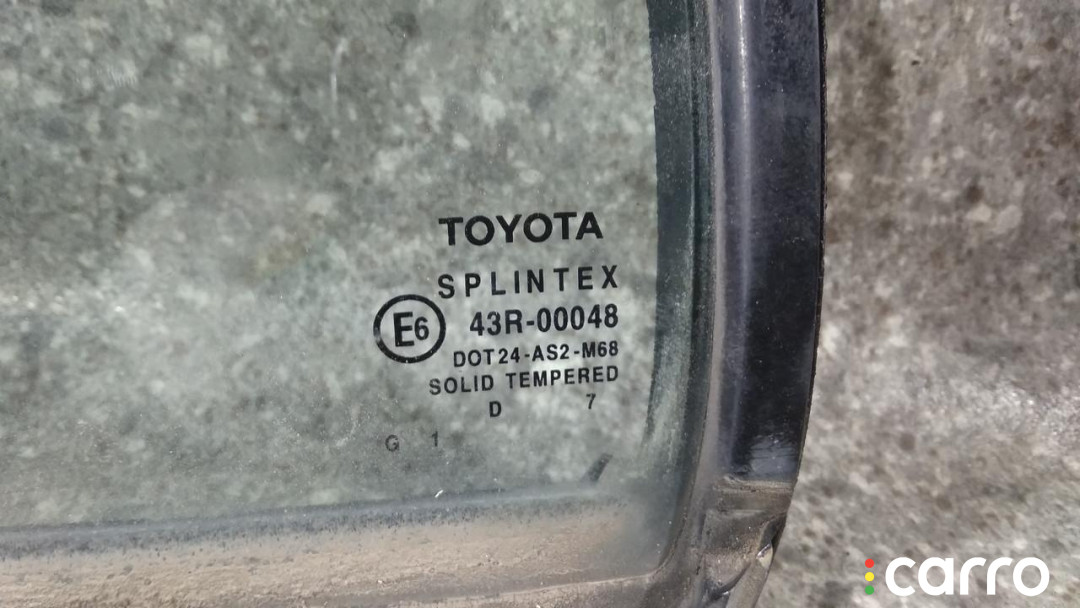 TOYOTA
SPLINTEX
E6 43R-00048
DOT24-AS2-M68
SOLID TEMPERED
D 7
G 1
carro